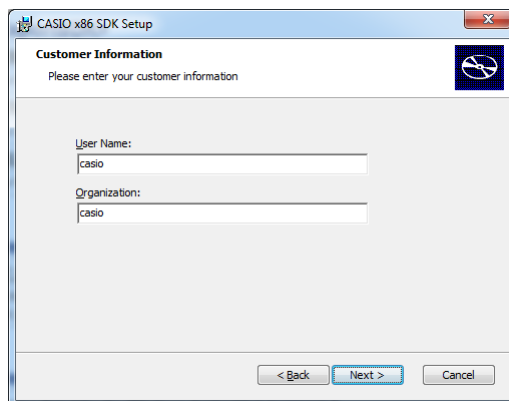 CASIO x86 SDK Setup
Customer Information
Please enter your customer information
User Name:
casio
Organization:
casio
< Back
Next >
Cancel